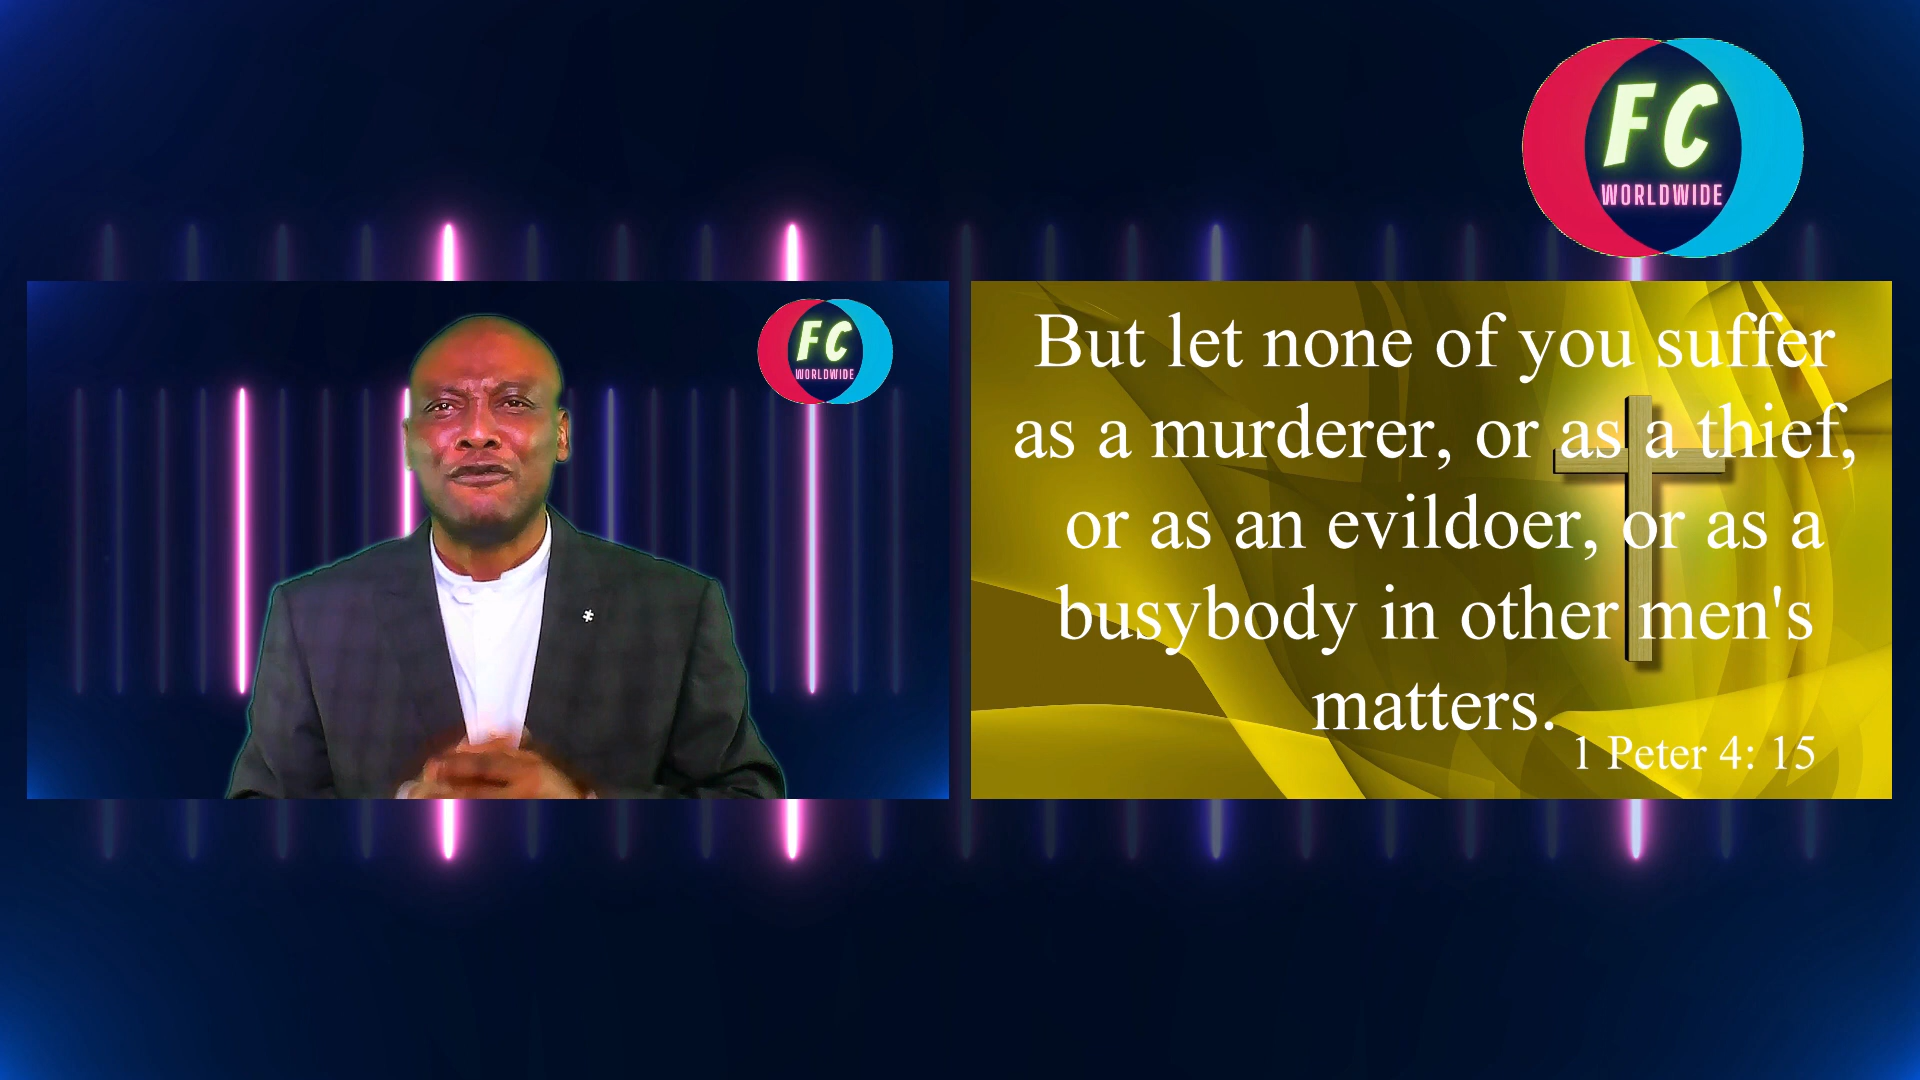 FC
WORLDWIDE
FC
WORLDWIDE
But let none of you suffer
as a murderer, or as a thief,
or as an evildoer, or as a
busybody in other men's
matters.
1 Peter 4: 15